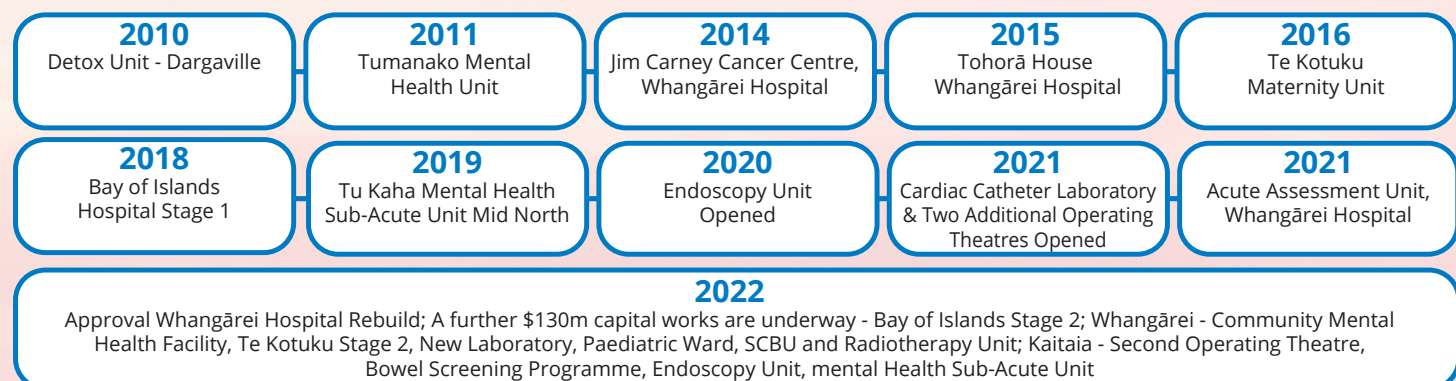 2010
Detox Unit - Dargaville
2011
Tumanako Mental
Health Unit
2014
Jim Carney Cancer Centre,
Whangārei Hospital
2015
Tohorā House
Whangārei Hospital
2016
Te Kotuku
Maternity Unit
2018
Bay of Islands
Hospital Stage 1
2019
Tu Kaha Mental Health
Sub-Acute Unit Mid North
2020
Endoscopy Unit
Opened
2021
Cardiac Catheter Laboratory
& Two Additional Operating
Theatres Opened
2021
Acute Assessment Unit,
Whangārei Hospital
2022
Approval Whangārei Hospital Rebuild; A further $130m capital works are underway - Bay of Islands Stage 2; Whangārei - Community Mental
Health Facility, Te Kotuku Stage 2, New Laboratory, Paediatric Ward, SCBU and Radiotherapy Unit; Kaitaia - Second Operating Theatre,
Bowel Screening Programme, Endoscopy Unit, mental Health Sub-Acute Unit